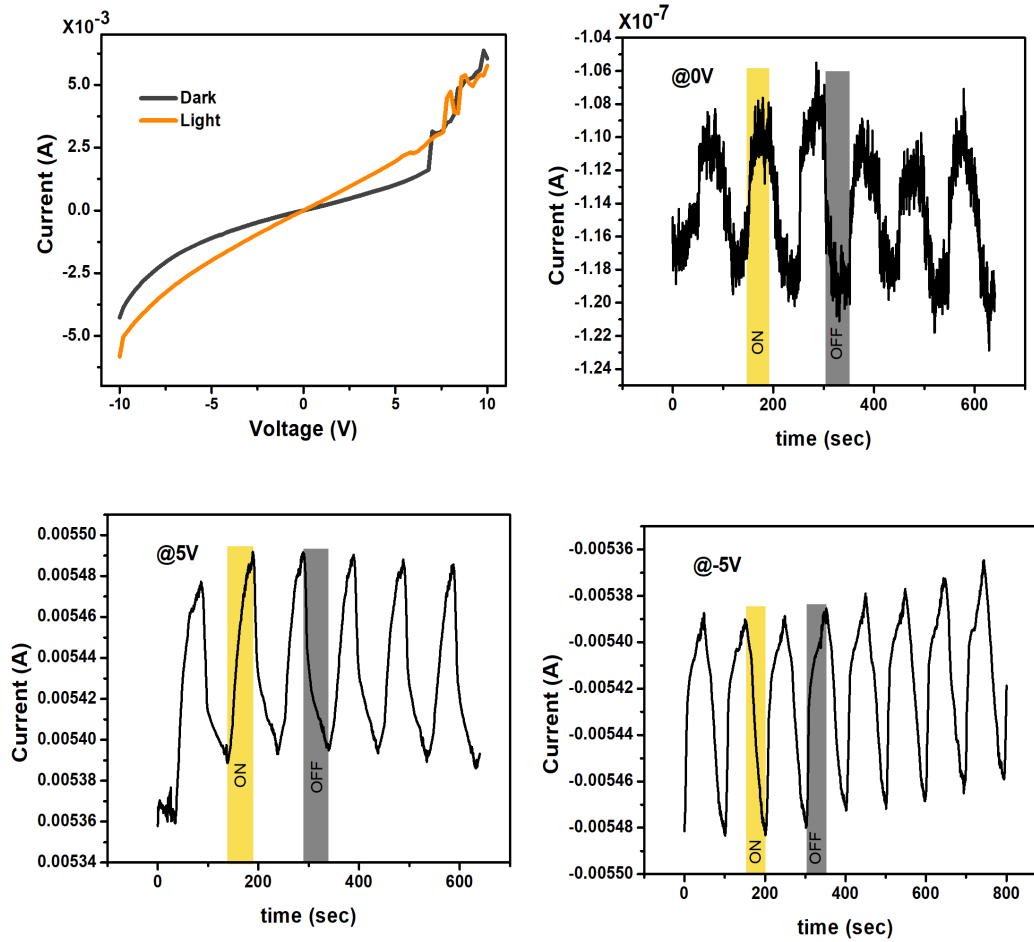 X10-3
5.0
2.5
0.0
-2.5
-5.0
Current (A)
Dark
Light
-10
-5
0
5
10
Voltage (V)
X10-7
-1.04
-1.06
-1.08
-1.10
-1.12
-1.14
-1.16
-1.18
-1.20
-1.22
-1.24
Current (A)
@0V
ON
OFF
0
200
400
600
time (sec)
0.00550
0.00548
0.00546
0.00544
0.00542
0.00540
0.00538
0.00536
0.00534
Current (A)
@5V
ON
OFF
0
200
400
600
time (sec)
-0.00536
-0.00538
-0.00540
-0.00542
-0.00544
-0.00546
-0.00548
-0.00550
Current (A)
@-5V
ON
OFF
0
200
400
600
800
time (sec)